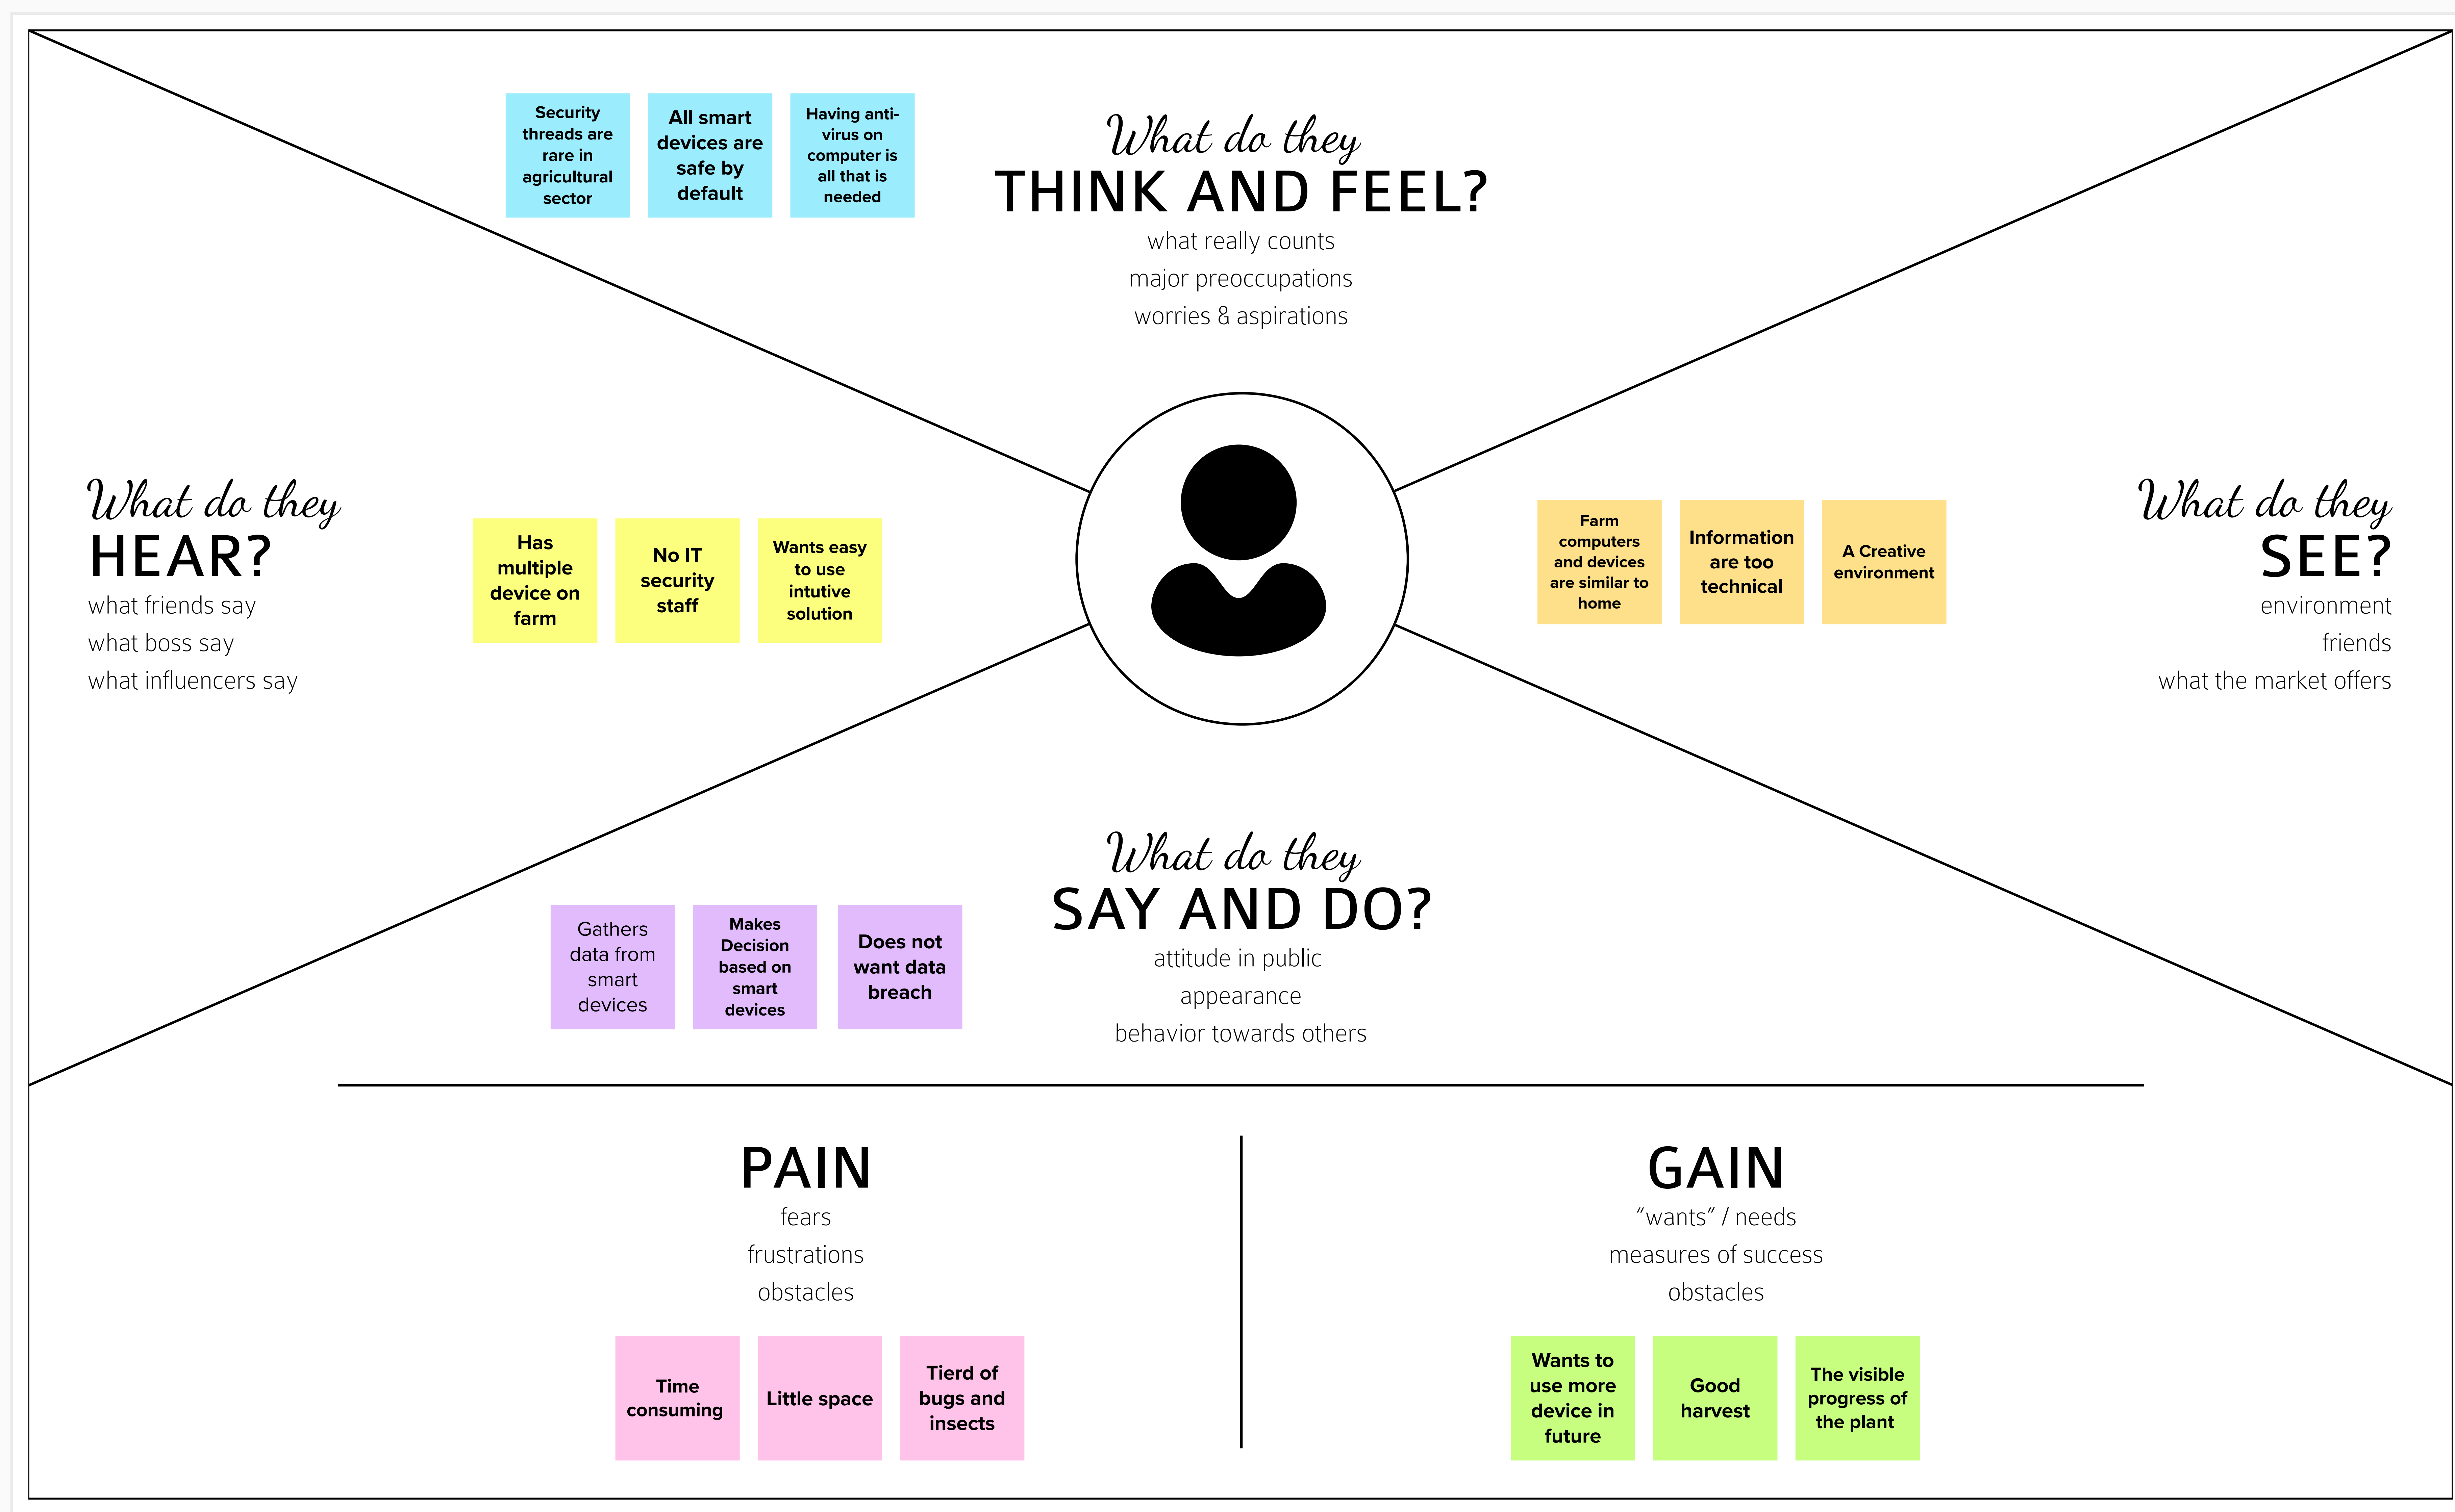 Security
threads are
rare in
agricultural
sector
All smart
devices are
safe by
default
Having anti-
virus on
computer is
all that is
needed
What do they
THINK AND FEEL?
what really counts
major preoccupations
worries & aspirations
What do they
HEAR?
what friends say
what boss say
what influencers say
Has
multiple
device on
farm
No IT
security
staff
Wants easy
to use
intutive
solution
Farm
computers
and devices
are similar to
home
Information
are too
technical
A Creative
environment
What do they
SEE?
environment
friends
what the market offers
What do they
SAY AND DO?
attitude in public
appearance
behavior towards others
Gathers
data from
smart
devices
Makes
Decision
based on
smart
devices
Does not
want data
breach
PAIN
fears
frustrations
obstacles
Time
consuming
Little space
Tierd of
bugs and
insects
GAIN
“wants” / needs
measures of success
obstacles
Wants to
use more
device in
future
Good
harvest
The visible
progress of
the plant